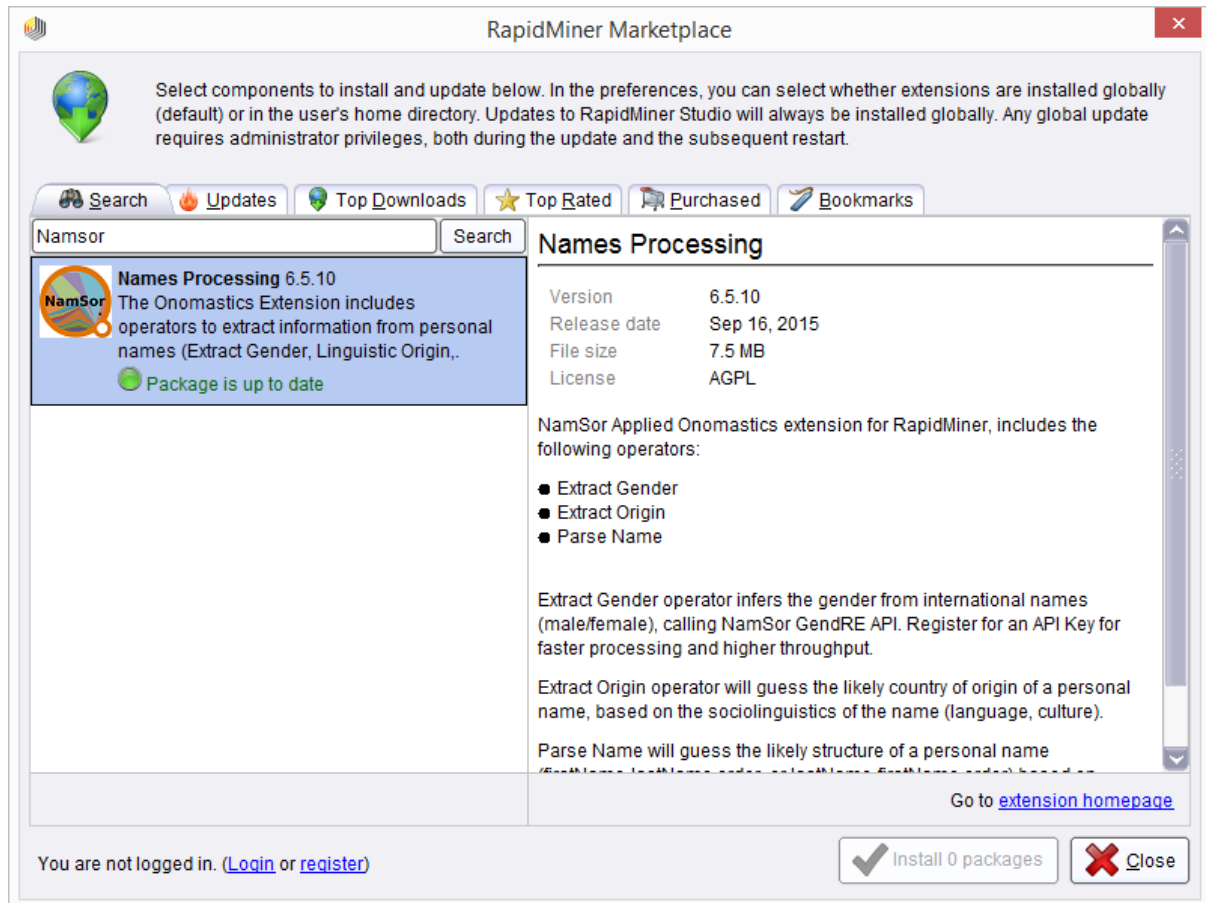 RapidMiner Marketplace
Select components to install and update below. In the preferences, you can select whether extensions are installed globally
(default) or in the user's home directory. Updates to RapidMiner Studio will always be installed globally. Any global update
requires administrator privileges, both during the update and the subsequent restart.
Search Updates Top Downloads Top Rated Purchased Bookmarks
Namsor Search
NamSor
Names Processing 6.5.10
The Onomastics Extension includes
operators to extract information from personal
names (Extract Gender, Linguistic Origin,.
Package is up to date
Names Processing
Version 6.5.10
Release date Sep 16, 2015
File size 7.5 MB
License AGPL
NamSor Applied Onomastics extension for RapidMiner, includes the
following operators:
Extract Gender
Extract Origin
Parse Name
Extract Gender operator infers the gender from international names
(male/female), calling NamSor GendRE API. Register for an API Key for
faster processing and higher throughput.
Extract Origin operator will guess the likely country of origin of a personal
name, based on the sociolinguistics of the name (language, culture).
Parse Name will guess the likely structure of a personal name
(firstName-lastName order, or lastName-firstName order) based on
Go to extension homepage
You are not logged in. (Login or register)
Install 0 packages
Close